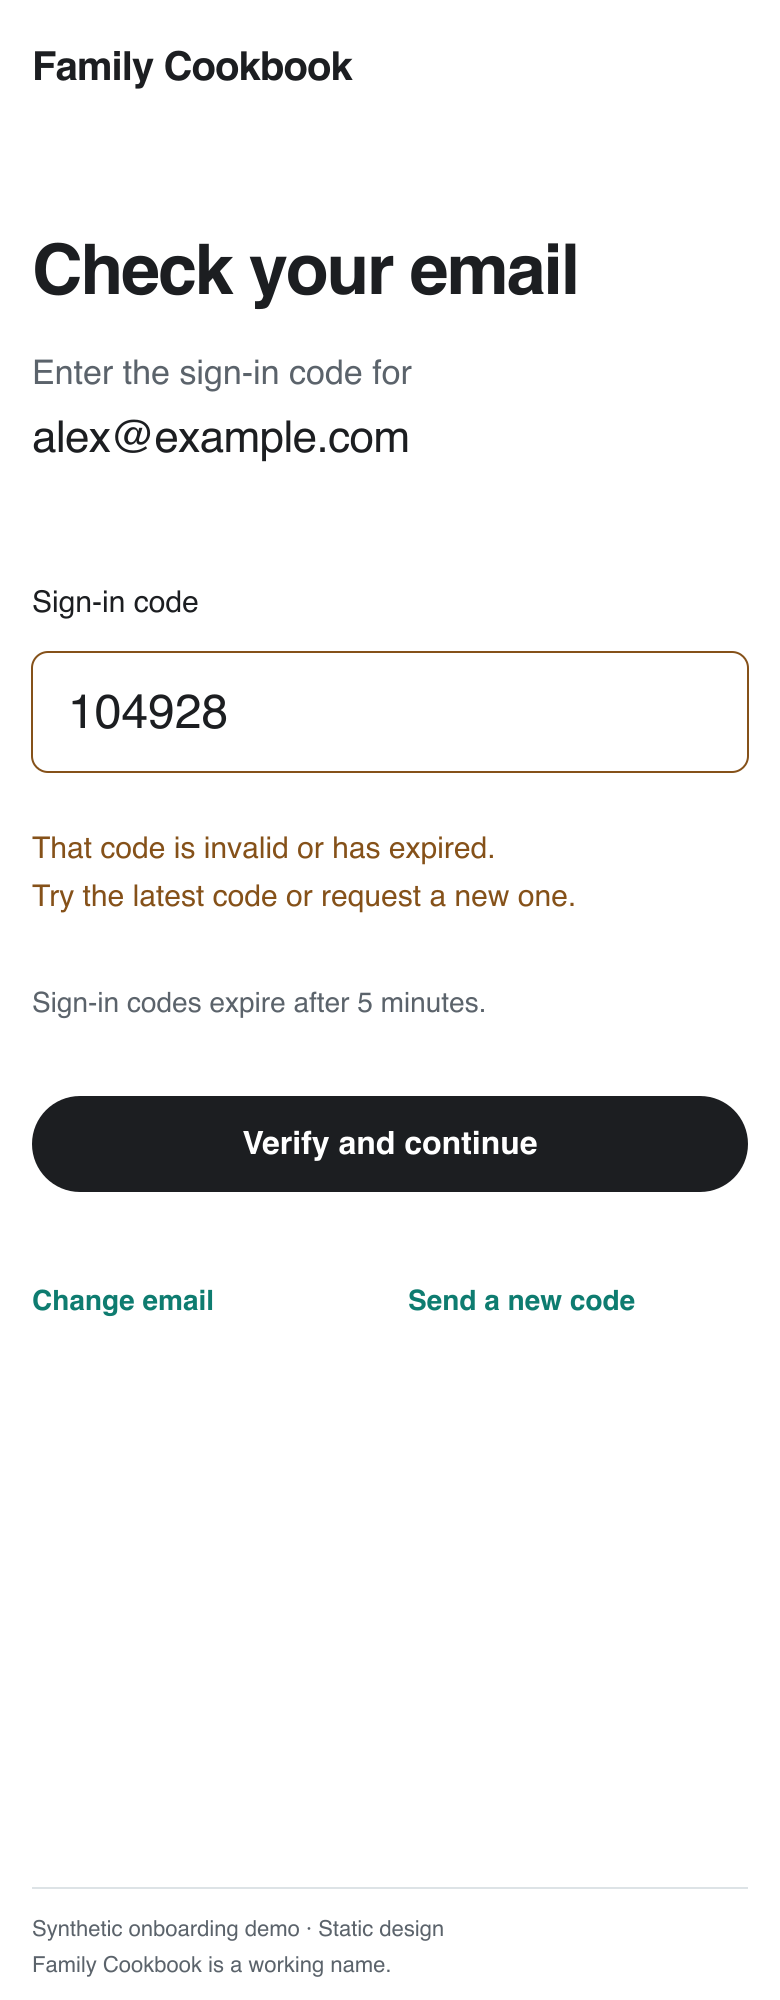 Family Cookbook
Check your email
Enter the sign-in code for
alex@example.com
Sign-in code
104928
That code is invalid or has expired.
Try the latest code or request a new one.
Sign-in codes expire after 5 minutes.
Verify and continue
Change email
Send a new code
Synthetic onboarding demo · Static design
Family Cookbook is a working name.